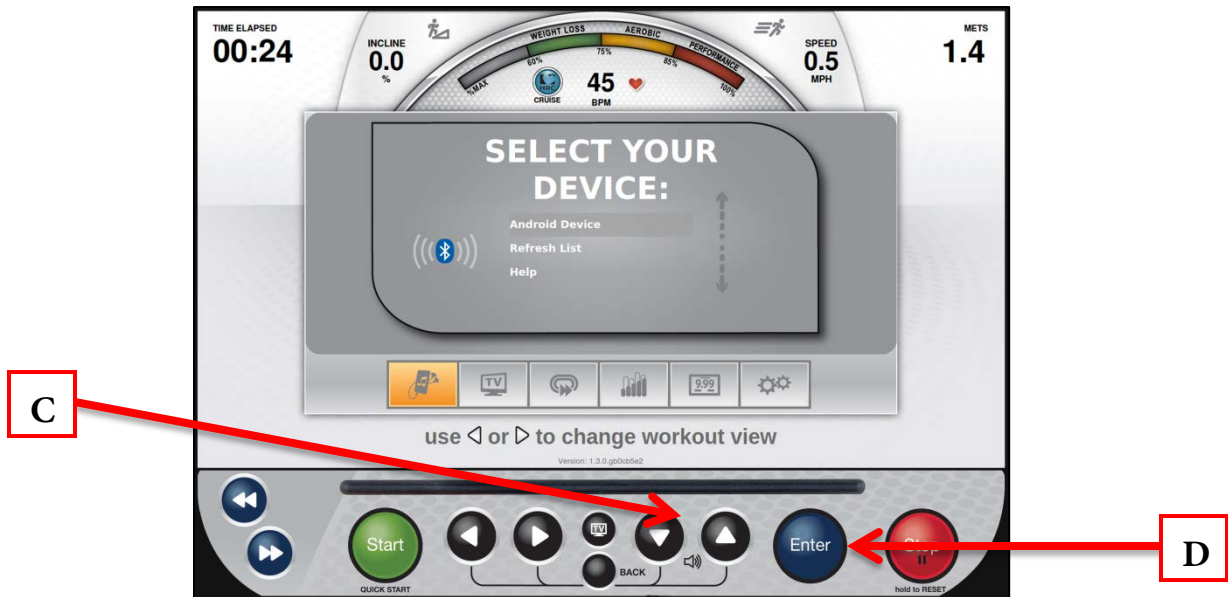 TIME ELAPSED
00:24
INCLINE
0.0
%
WEIGHT LOSS
AEROBIC
PERFORMANCE
%MAX
60%
75%
85%
100%
HRC
CRUISE
45
BPM
SPEED
0.5
MPH
METS
1.4
SELECT YOUR
DEVICE:
Android Device
Refresh List
Help
TV
9.99
use ◁ or ▷ to change workout view
Version: 1.3.0.gb0cb5e2
C
Start
QUICK START
TV
BACK
Enter
Stop
hold to RESET
D